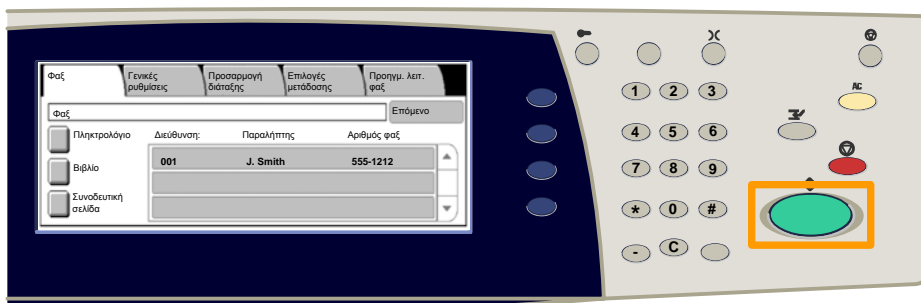 Φαξ
Γενικές ρυθμίσεις
Προσαρμογή διάταξης
Επιλογές μετάδοσης
Προηγμ. λειτ. φαξ
Φαξ
Επόμενο
Πληκτρολόγιο
Διεύθυνση: Παραλήπτης Αριθμός φαξ
001 J. Smith 555-1212
Βιβλίο
Συνοδευτική σελίδα
1 2 3
4 5 6
7 8 9
* 0 #
- C
AC